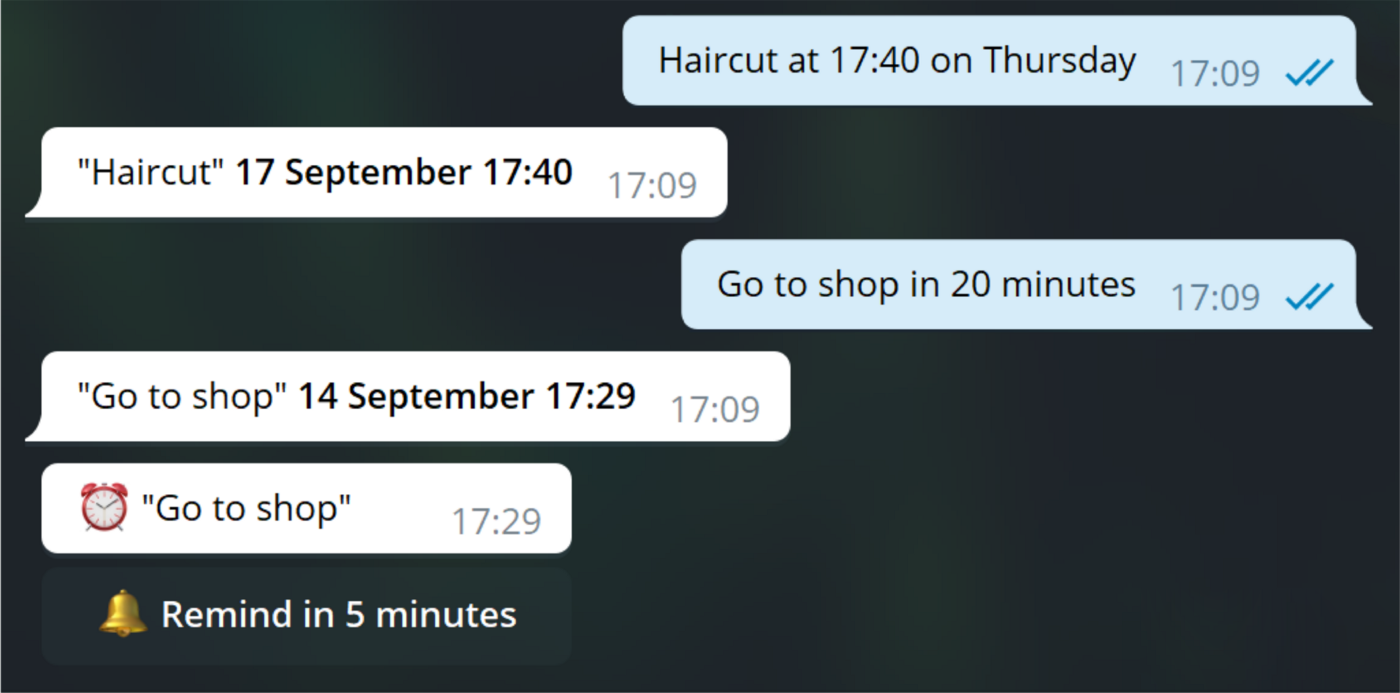 Haircut at 17:40 on Thursday 17:09
"Haircut" 17 September 17:40 17:09
Go to shop in 20 minutes 17:09
"Go to shop" 14 September 17:29 17:09
⏰ "Go to shop" 17:29
🔔 Remind in 5 minutes